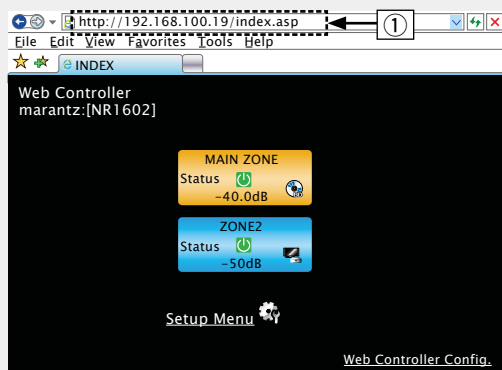 http://192.168.100.19/index.asp
①
File Edit View Favorites Tools Help
INDEX
Web Controller
marantz:[NR1602]
MAIN ZONE
Status
-40.0dB
ZONE2
Status
-50dB
Setup Menu
Web Controller Config.